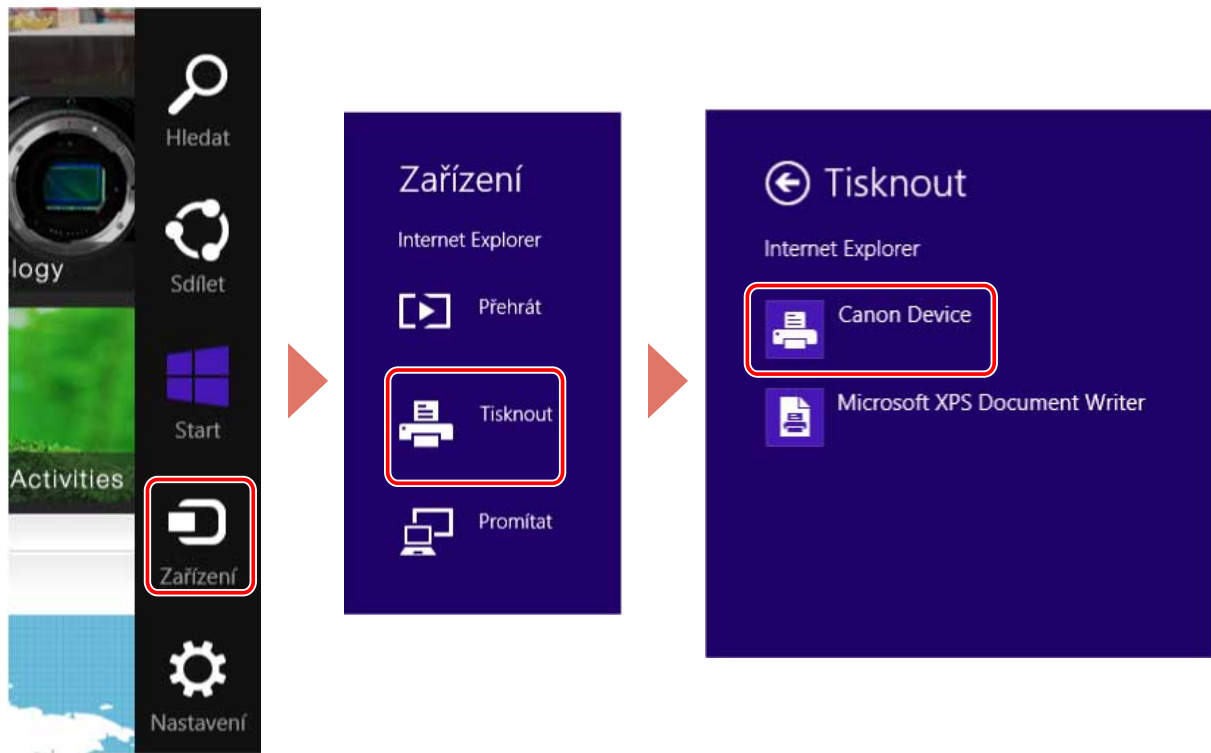 Hledat
logy
Sdílet
Start
Activities
Zařízení
Nastavení
Zařízení
Internet Explorer
Přehrát
Tisknout
Promítat
Tisknout
Internet Explorer
Canon Device
Microsoft XPS Document Writer